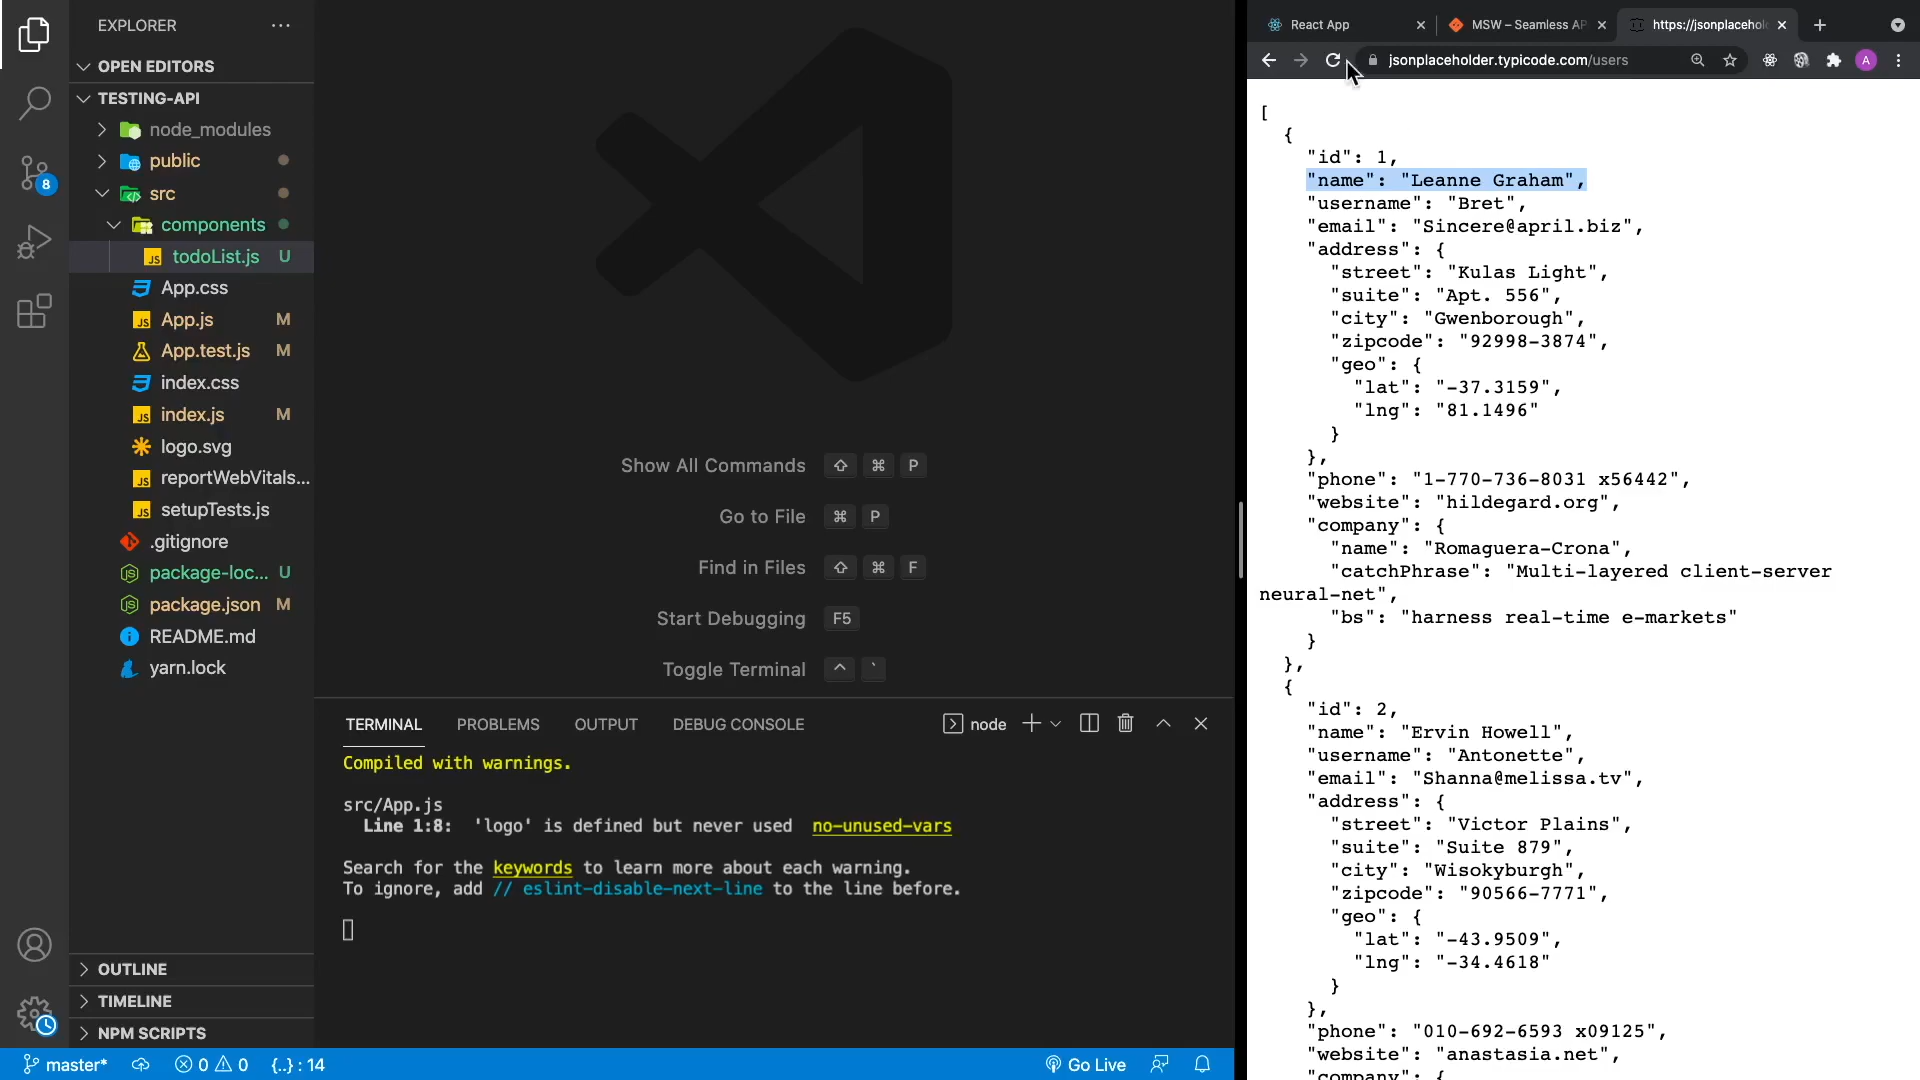 EXPLORER
OPEN EDITORS
TESTING-API
node_modules
public
src
components
todoList.js U
App.css
App.js M
App.test.js M
index.css
index.js M
logo.svg
reportWebVitals...
setupTests.js
.gitignore
package-loc... U
package.json M
README.md
yarn.lock
OUTLINE
TIMELINE
NPM SCRIPTS
8
Show All Commands ⇧ ⌘ P
Go to File ⌘ P
Find in Files ⇧ ⌘ F
Start Debugging F5
Toggle Terminal ^ `
TERMINAL PROBLEMS OUTPUT DEBUG CONSOLE node
Compiled with warnings.
src/App.js
Line 1:8: 'logo' is defined but never used no-unused-vars
Search for the keywords to learn more about each warning.
To ignore, add // eslint-disable-next-line to the line before.
master* 0 0 {..} : 14 Go Live
React App MSW – Seamless AP https://jsonplacehol
jsonplaceholder.typicode.com/users A
[
{
"id": 1,
"name": "Leanne Graham",
"username": "Bret",
"email": "Sincere@april.biz",
"address": {
"street": "Kulas Light",
"suite": "Apt. 556",
"city": "Gwenborough",
"zipcode": "92998-3874",
"geo": {
"lat": "-37.3159",
"lng": "81.1496"
}
},
"phone": "1-770-736-8031 x56442",
"website": "hildegard.org",
"company": {
"name": "Romaguera-Crona",
"catchPhrase": "Multi-layered client-server
neural-net",
"bs": "harness real-time e-markets"
}
},
{
"id": 2,
"name": "Ervin Howell",
"username": "Antonette",
"email": "Shanna@melissa.tv",
"address": {
"street": "Victor Plains",
"suite": "Suite 879",
"city": "Wisokyburgh",
"zipcode": "90566-7771",
"geo": {
"lat": "-43.9509",
"lng": "-34.4618"
}
},
"phone": "010-692-6593 x09125",
"website": "anastasia.net",
"company": {